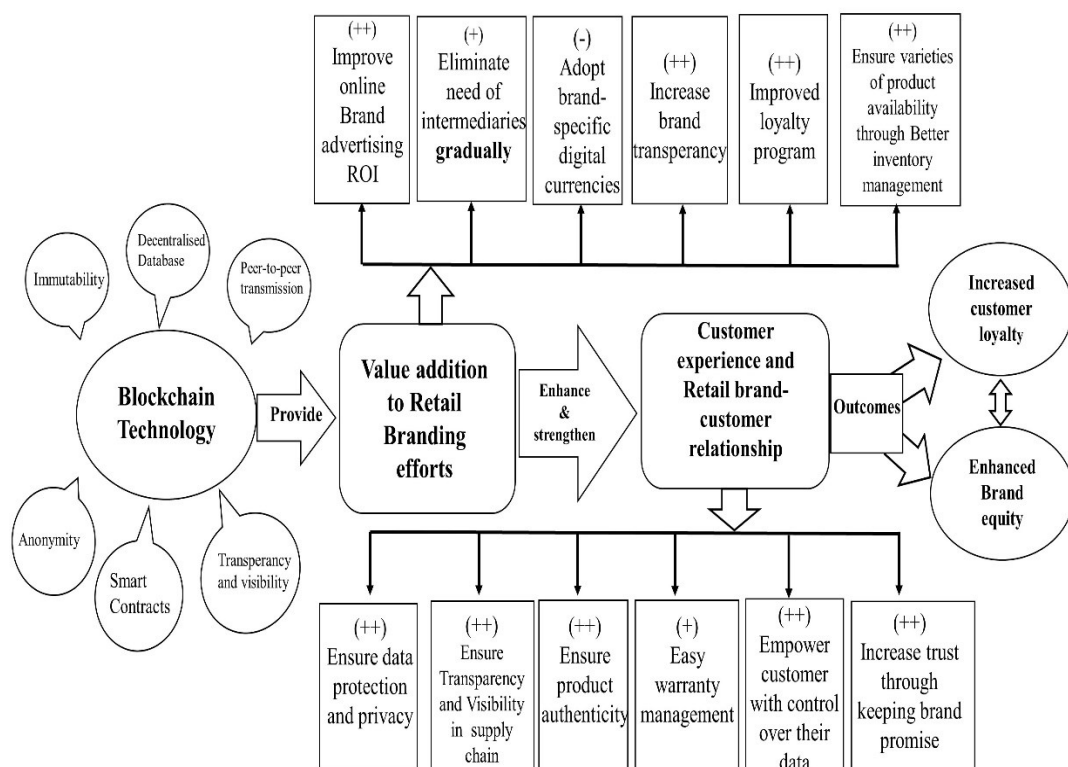 (++)
Improve
online
Brand
advertising
ROI
(+)
Eliminate
need of
intermediaries
gradually
(-)
Adopt
brand-
specific
digital
currencies
(++)
Increase
brand
transperancy
(++)
Improved
loyalty
program
(++)
Ensure varieties
of product
availability
through Better
inventory
management
Immutability
Decentralised
Database
Peer-to-peer
transmission
Blockchain
Technology
Anonymity
Smart
Contracts
Transperancy
and visibility
Provide
Value addition
to Retail
Branding
efforts
Enhance
&
strengthen
Customer
experience and
Retail brand-
customer
relationship
Outcomes
Increased
customer
loyalty
Enhanced
Brand
equity
(++)
Ensure data
protection
and privacy
(++)
Ensure
Transparency
and Visibility
in supply
chain
(++)
Ensure
product
authenticity
(+)
Easy
warranty
management
(++)
Empower
customer
with control
over their
data
(++)
Increase trust
through
keeping brand
promise